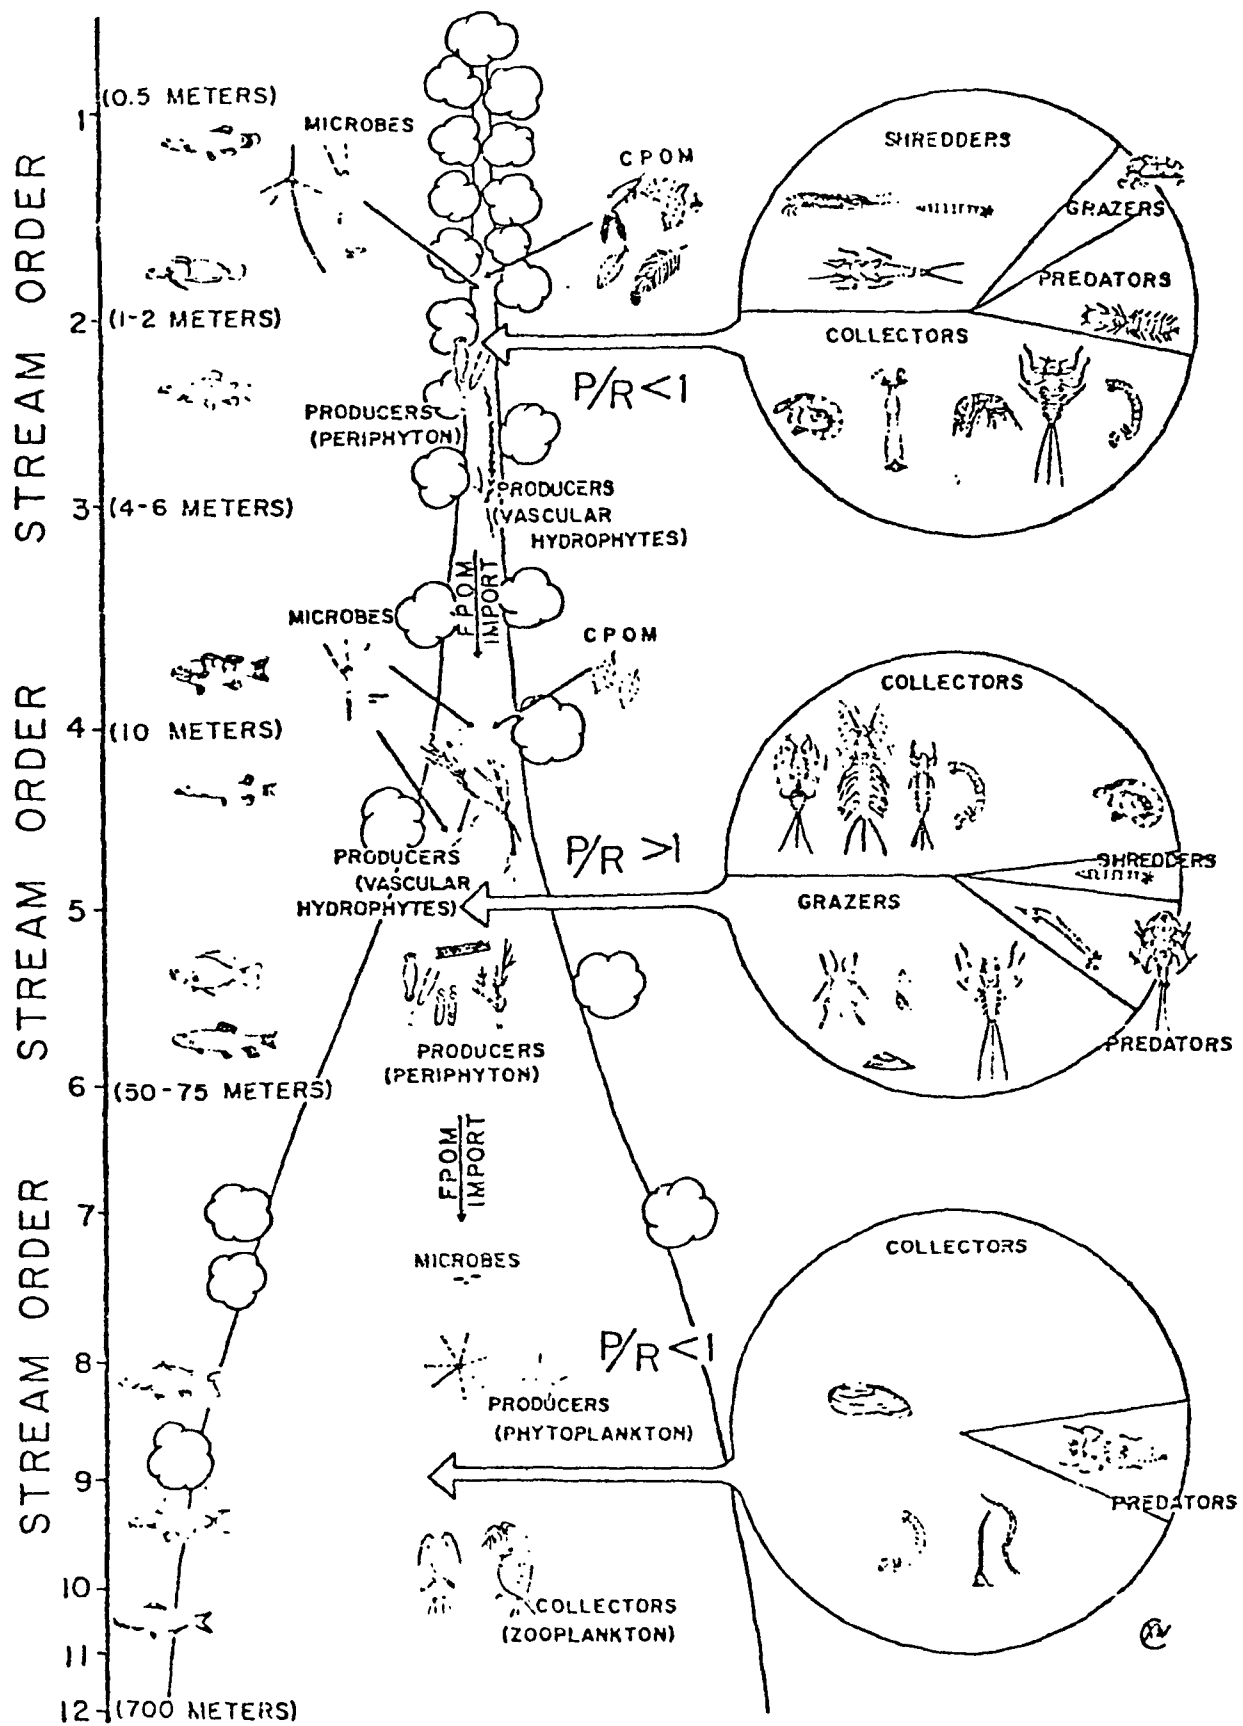 STREAM ORDER
STREAM ORDER
STREAM ORDER
1
(0.5 METERS)
MICROBES
CPOM
SHREDDERS
GRAZERS
PREDATORS
COLLECTORS
2
(1-2 METERS)
P/R<1
PRODUCERS
(PERIPHYTON)
3
(4-6 METERS)
PRODUCERS
(VASCULAR
HYDROPHYTES)
FPOM
IMPORT
MICROBES
CPOM
4
(10 METERS)
COLLECTORS
SHREDDERS
GRAZERS
PREDATORS
P/R >1
PRODUCERS
(VASCULAR
HYDROPHYTES)
5
PRODUCERS
(PERIPHYTON)
6
(50-75 METERS)
FPOM
IMPORT
7
MICROBES
COLLECTORS
PREDATORS
P/R<1
8
PRODUCERS
(PHYTOPLANKTON)
9
10
COLLECTORS
(ZOOPLANKTON)
11
12
(700 METERS)